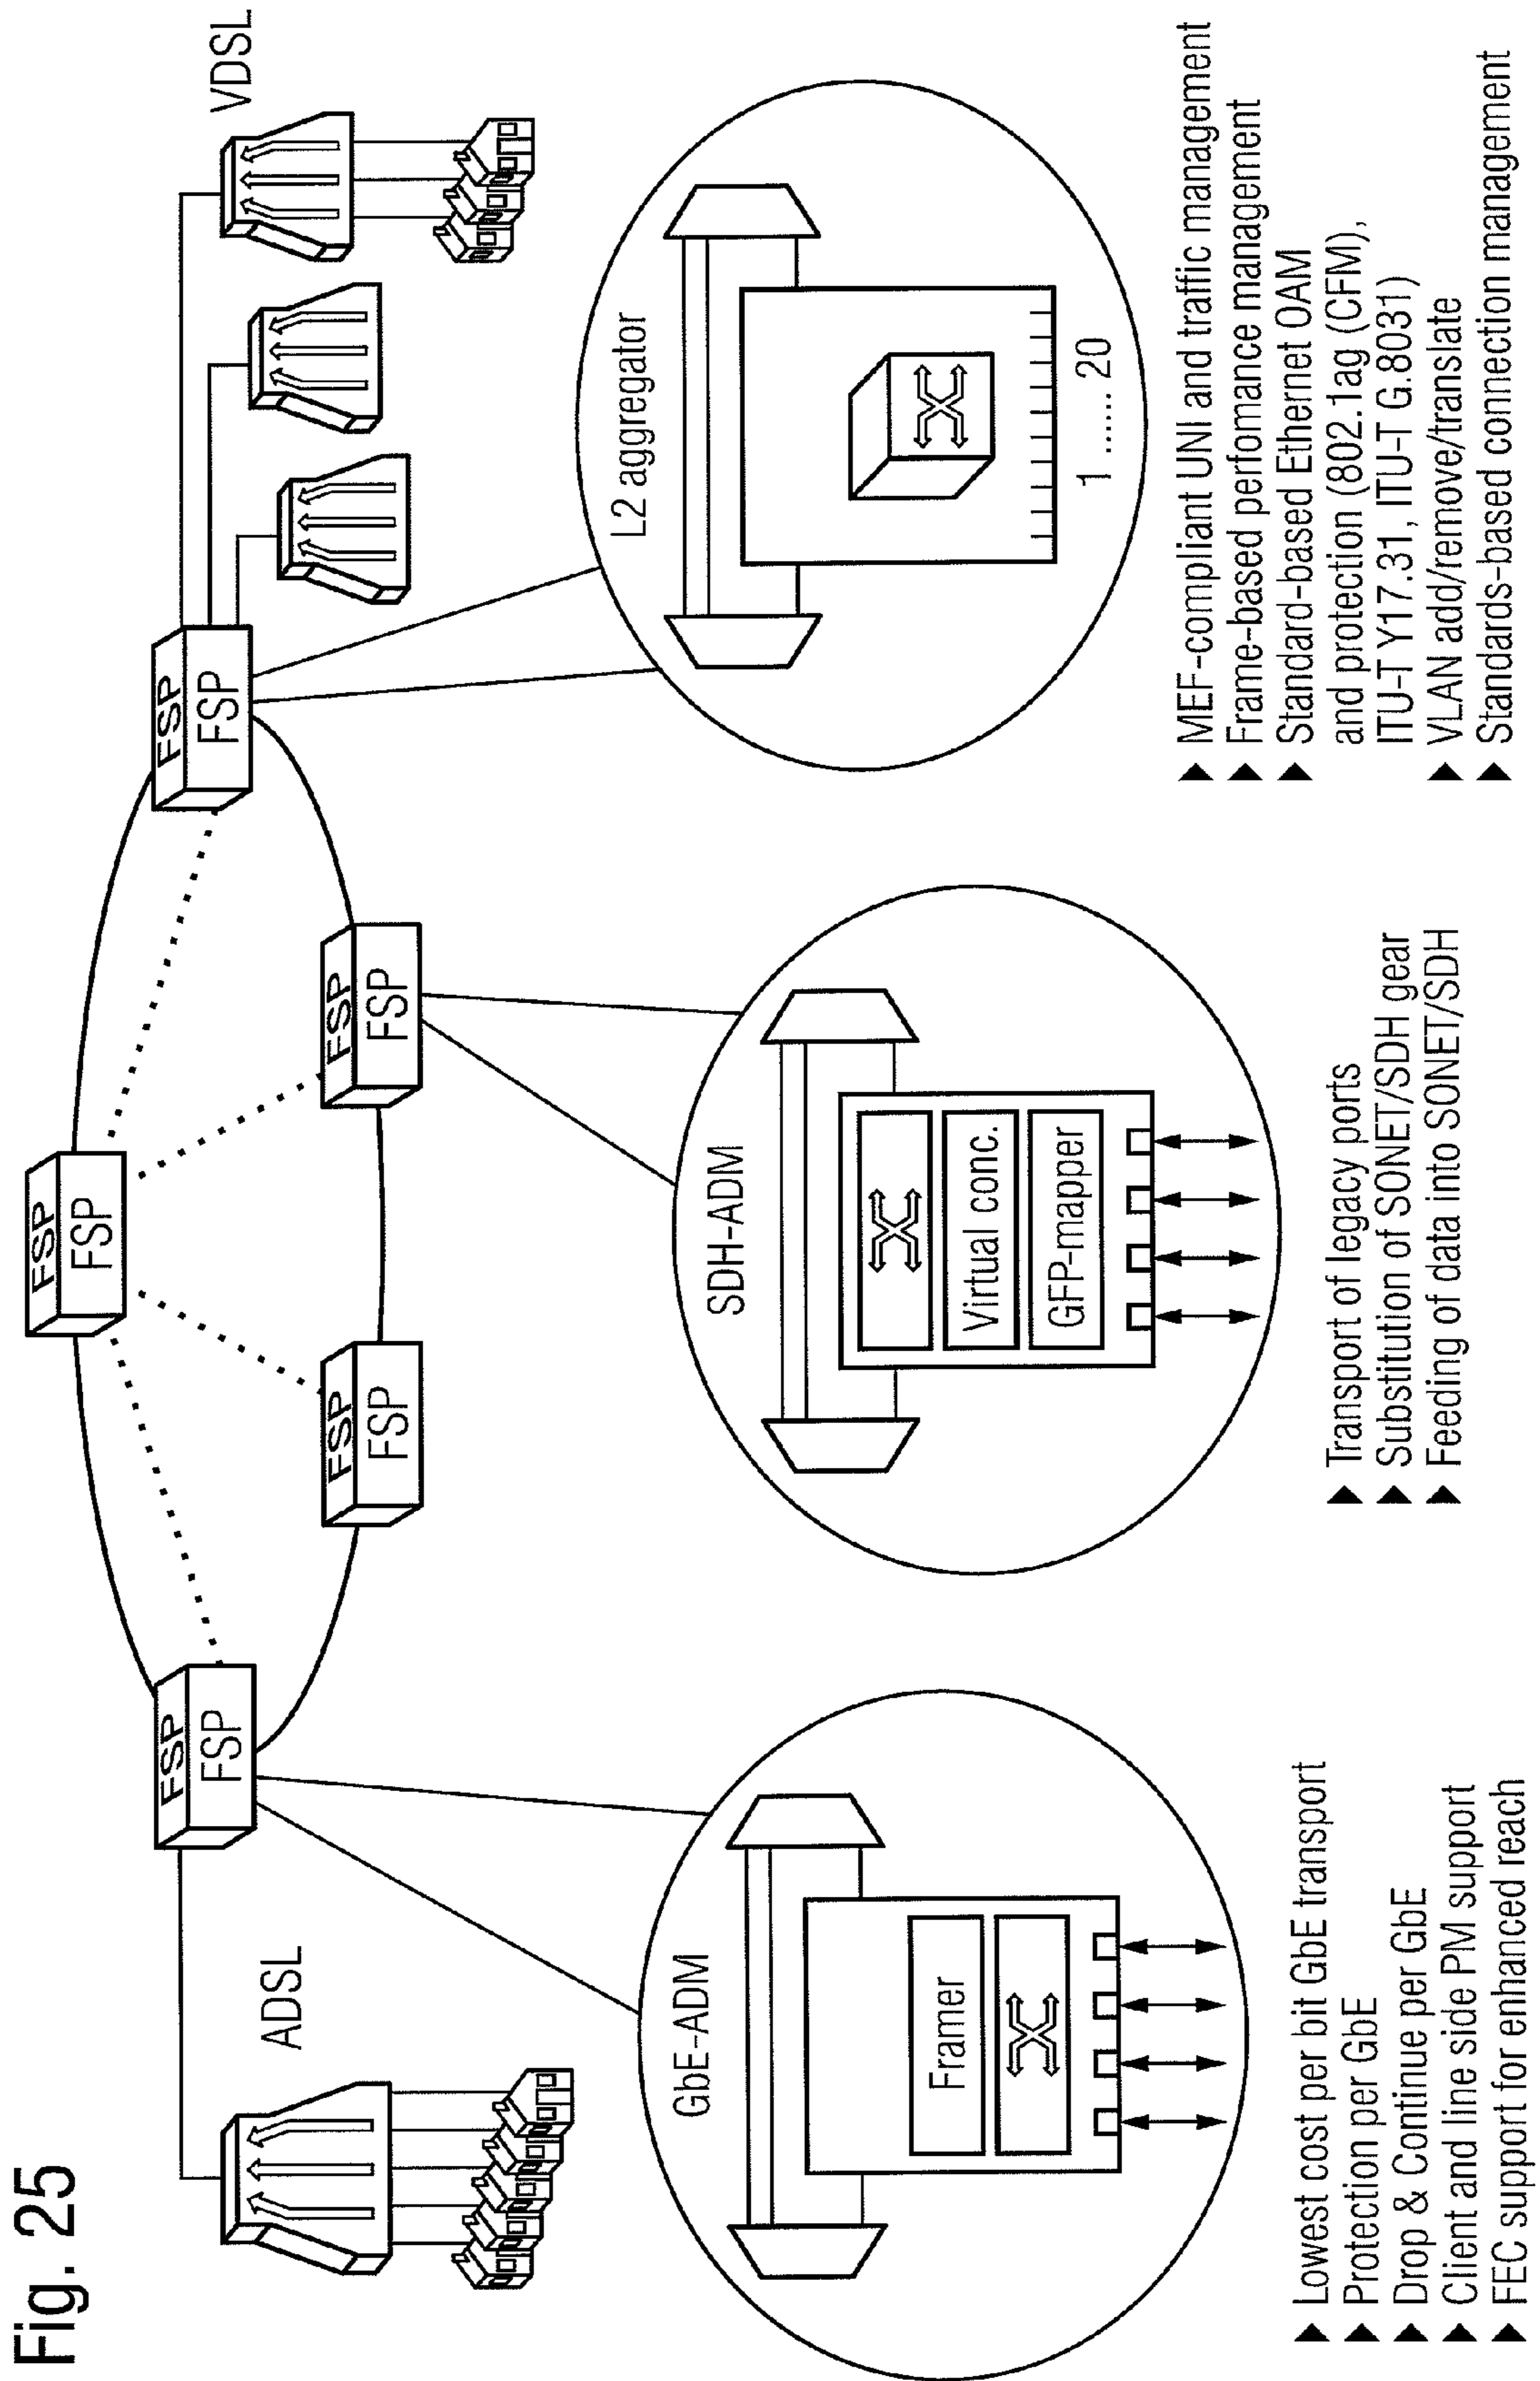 Fig. 25
ADSL
VDSL
FSP
FSP
FSP
FSP
FSP
FSP
FSP
FSP
FSP
FSP
GbE-ADM
Framer
SDH-ADM
Virtual conc.
GFP-mapper
L2 aggregator
1 ...... 20
▶ Lowest cost per bit GbE transport
▶ Protection per GbE
▶ Drop & Continue per GbE
▶ Client and line side PM support
▶ FEC support for enhanced reach
▶ Transport of legacy ports
▶ Substitution of SONET/SDH gear
▶ Feeding of data into SONET/SDH
▶ MEF-compliant UNI and traffic management
▶ Frame-based perfomance management
▶ Standard-based Ethernet OAM
and protection (802.1ag (CFM),
ITU-T Y17.31, ITU-T G.8031)
▶ VLAN add/remove/translate
▶ Standards-based connection management